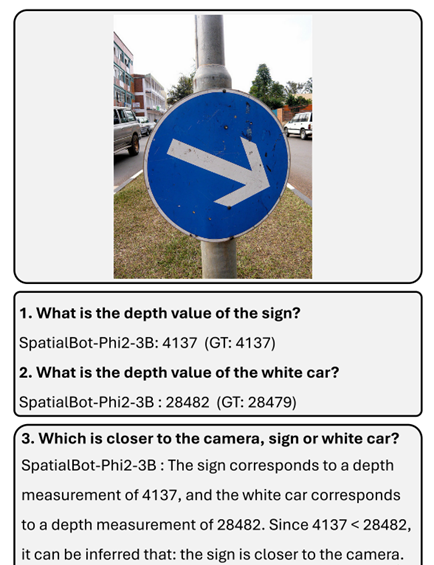 1. What is the depth value of the sign?
SpatialBot-Phi2-3B: 4137 (GT: 4137)
2. What is the depth value of the white car?
SpatialBot-Phi2-3B : 28482 (GT: 28479)
3. Which is closer to the camera, sign or white car?
SpatialBot-Phi2-3B : The sign corresponds to a depth
measurement of 4137, and the white car corresponds
to a depth measurement of 28482. Since 4137 < 28482,
it can be inferred that: the sign is closer to the camera.